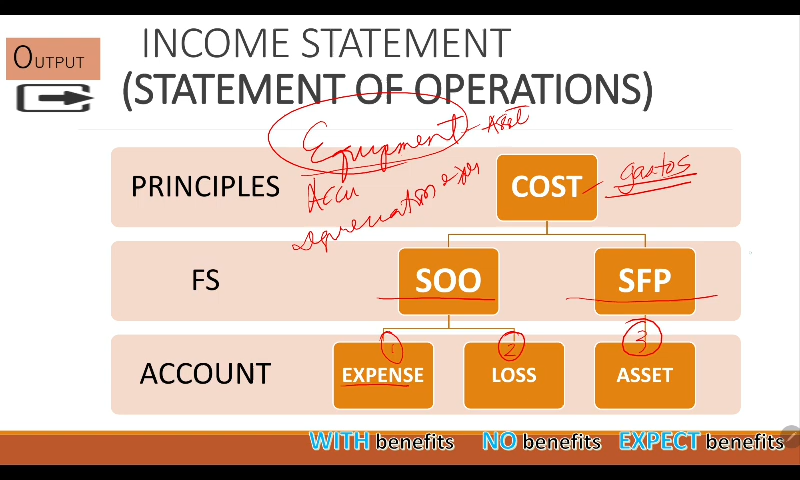 OUTPUT
INCOME STATEMENT
(STATEMENT OF OPERATIONS)
Equipment - Asset
Accu
depreciation exp
PRINCIPLES
COST
gastos
FS
SOO
SFP
1
2
3
ACCOUNT
EXPENSE
LOSS
ASSET
WITH benefits NO benefits EXPECT benefits